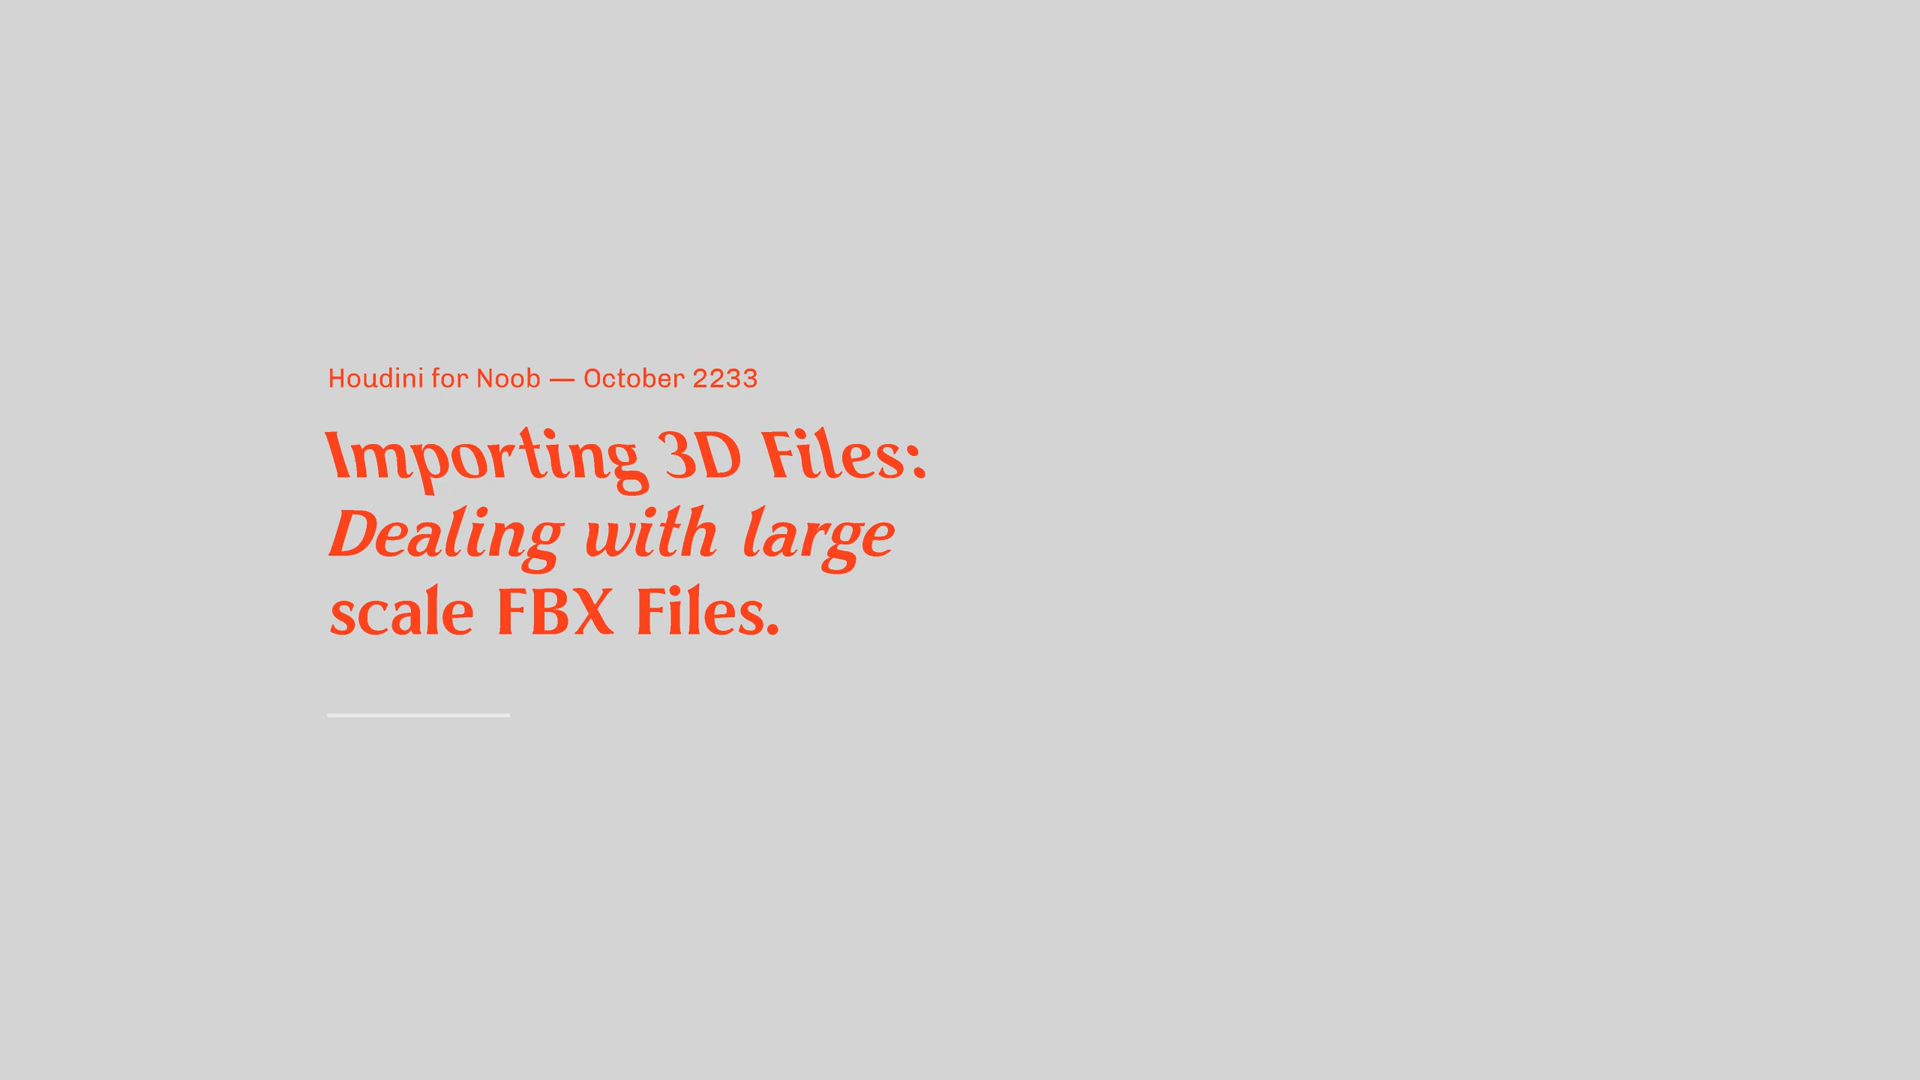 Houdini for Noob — October 2233
Importing 3D Files:
Dealing with large
scale FBX Files.